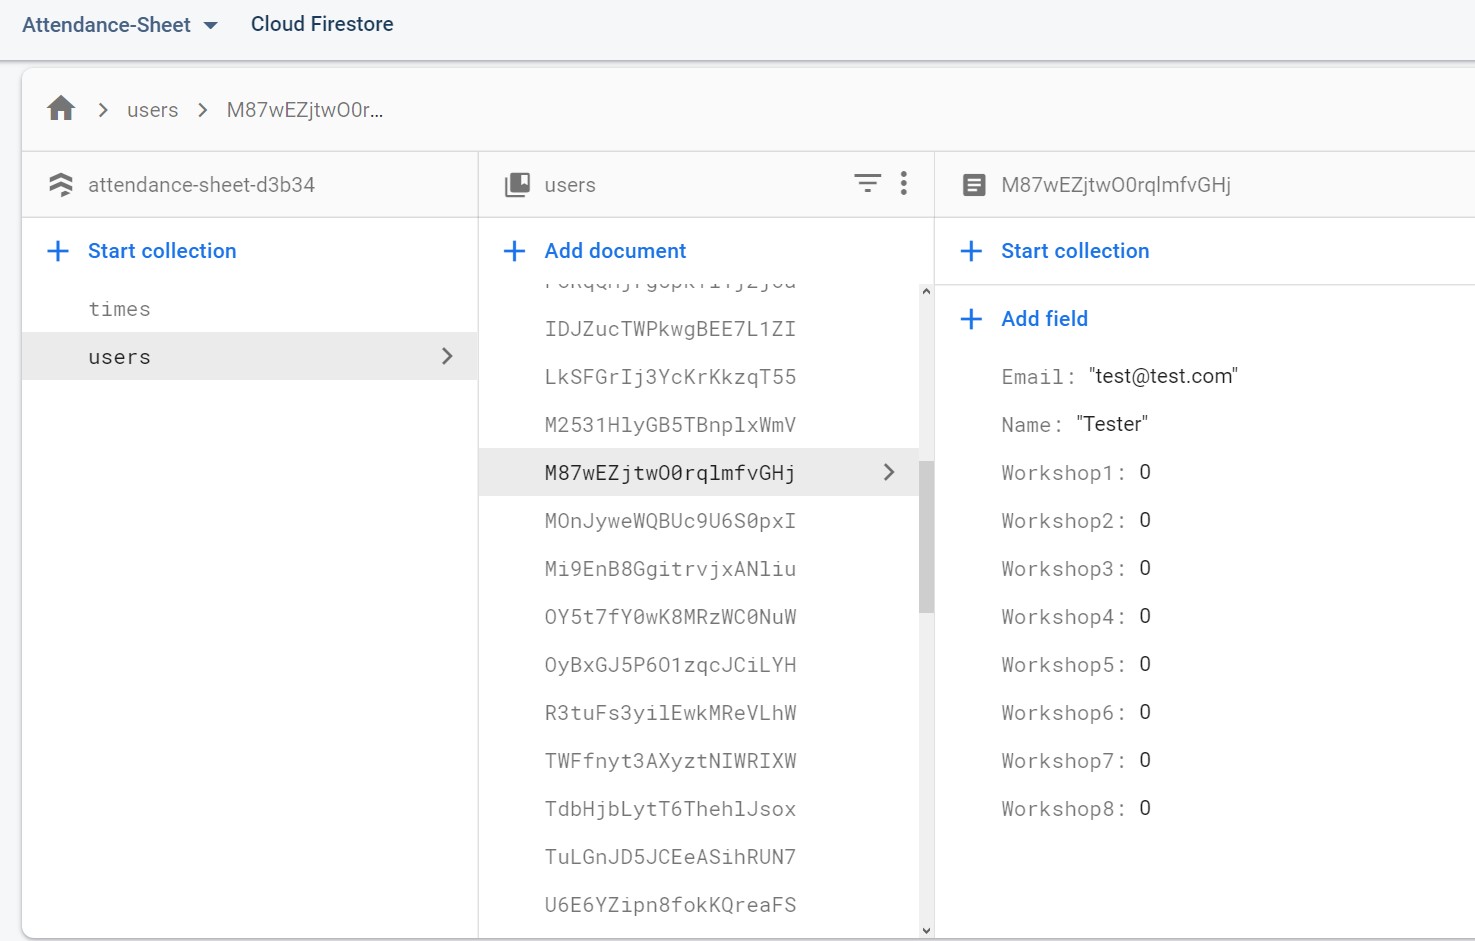 Attendance-Sheet Cloud Firestore
users M87wEZjtwO0r...
attendance-sheet-d3b34
Start collection
times
users
users
Add document
IDJZucTWPkwgBEE7L1ZI
LkSFGrIj3YcKrKkzqT55
M2531HlyGB5TBnplxWmV
M87wEZjtwO0rqlmfvGHj
MOnJyweWQBUc9U6S0pxI
Mi9EnB8GgitrvjxANliu
OY5t7fY0wK8MRzWC0NuW
OyBxGJ5P6O1zqcJCiLYH
R3tuFs3yilEwkMReVLhW
TWFfnyt3AXyztNIWRIXW
TdbHjbLytT6ThehlJsox
TuLGnJD5JCEeASihRUN7
U6E6YZipn8fokKQreaFS
M87wEZjtwO0rqlmfvGHj
Start collection
Add field
Email: "test@test.com"
Name: "Tester"
Workshop1: 0
Workshop2: 0
Workshop3: 0
Workshop4: 0
Workshop5: 0
Workshop6: 0
Workshop7: 0
Workshop8: 0